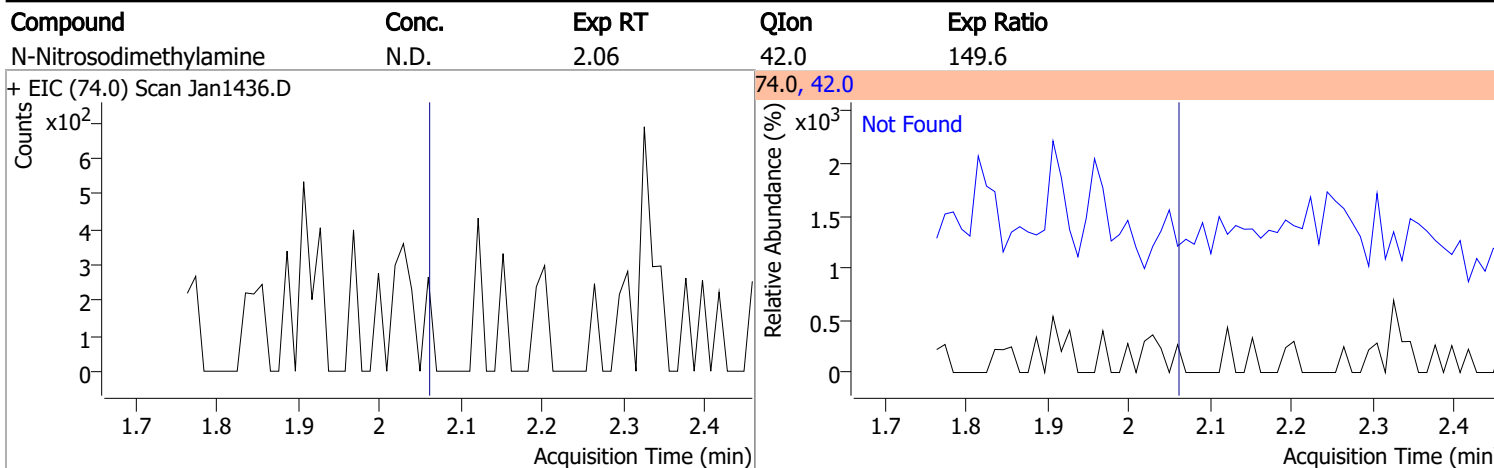 Compound Conc. Exp RT QIon Exp Ratio
N-Nitrosodimethylamine N.D. 2.06 42.0 149.6
+ EIC (74.0) Scan Jan1436.D
Counts
x10²
6
5
4
3
2
1
0
1.7 1.8 1.9 2 2.1 2.2 2.3 2.4
Acquisition Time (min)
74.0, 42.0
Relative Abundance (%)
x10³
Not Found
2
1.5
1
0.5
0
1.7 1.8 1.9 2 2.1 2.2 2.3 2.4
Acquisition Time (min